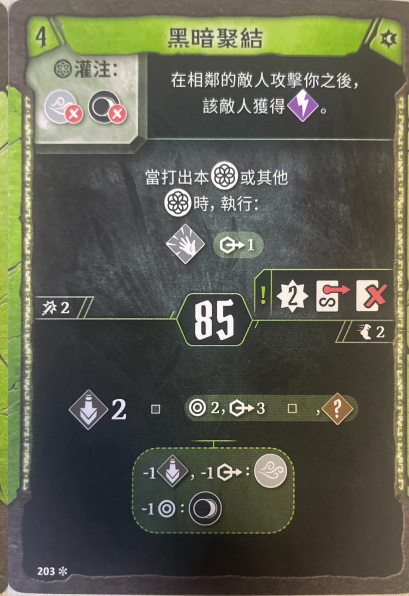 4
黑暗聚結
灌注：
在相鄰的敵人攻擊你之後，
該敵人獲得 。
當打出本 或其他
時，執行：
1
2
85
! 2 S
2
2 2, 3 , ?
-1 , -1 :
-1 :
203